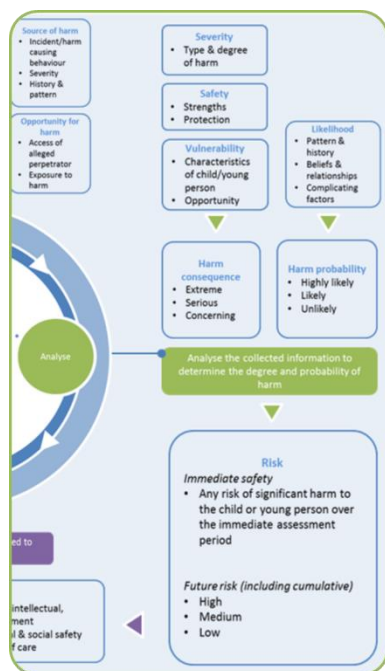 Source of harm
• Incident/harm
causing
behaviour
• Severity
• History &
pattern
Opportunity for
harm
• Access of
alleged
perpetrator
• Exposure to
harm
Severity
• Type & degree
of harm
Safety
• Strengths
• Protection
Vulnerability
• Characteristics
of child/young
person
• Opportunity
Likelihood
• Pattern &
history
• Beliefs &
relationships
• Complicating
factors
Harm
consequence
• Extreme
• Serious
• Concerning
Harm probability
• Highly likely
• Likely
• Unlikely
Analyse
Analyse the collected information to
determine the degree and probability of
harm
Risk
Immediate safety
• Any risk of significant harm to
the child or young person over
the immediate assessment
period
Future risk (including cumulative)
• High
• Medium
• Low
ed to
intellectual,
ment
l & social safety
f care